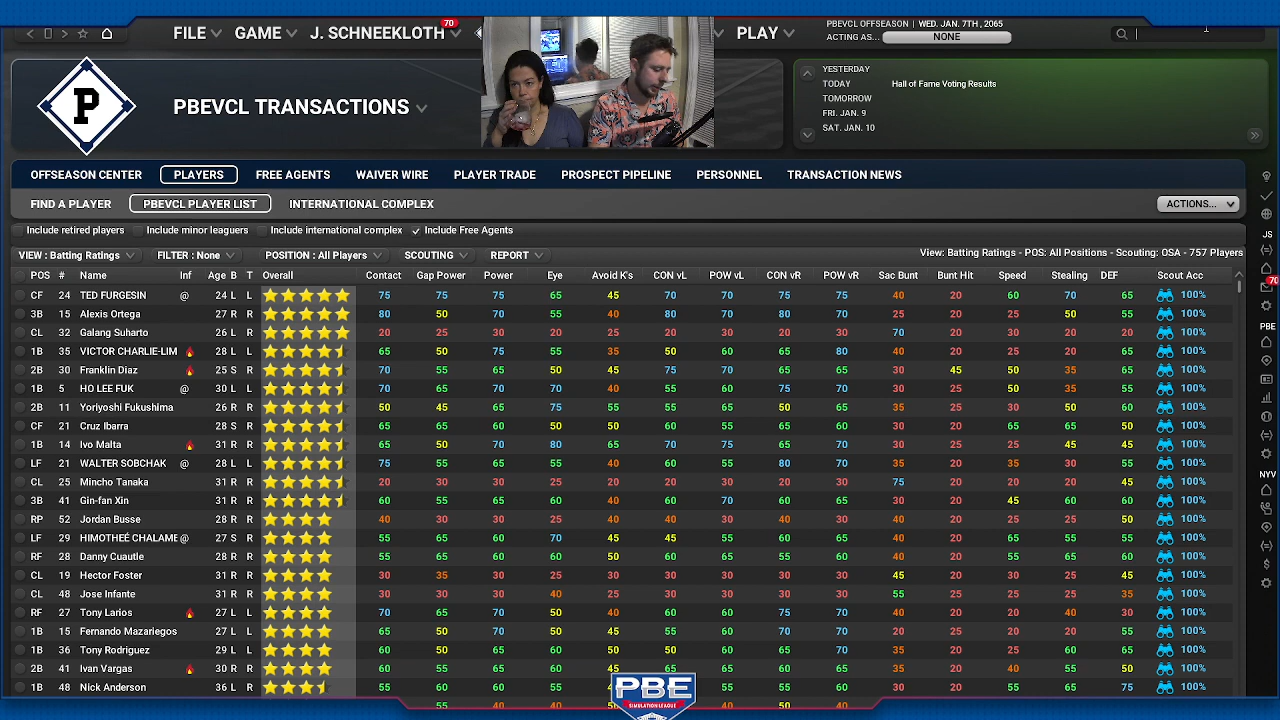 FILE GAME J. SCHNEEKLOTH 70 PLAY
PBEVCL OFFSEASON | WED. JAN. 7TH , 2065
ACTING AS... NONE
P
PBEVCL TRANSACTIONS
YESTERDAY
TODAY Hall of Fame Voting Results
TOMORROW
FRI. JAN. 9
SAT. JAN. 10
OFFSEASON CENTER PLAYERS FREE AGENTS WAIVER WIRE PLAYER TRADE PROSPECT PIPELINE PERSONNEL TRANSACTION NEWS
FIND A PLAYER PBEVCL PLAYER LIST INTERNATIONAL COMPLEX ACTIONS...
Include retired players Include minor leaguers Include international complex Include Free Agents
VIEW : Batting Ratings FILTER : None POSITION : All Players SCOUTING REPORT View: Batting Ratings - POS: All Positions - Scouting: OSA - 757 Players
POS # Name Inf Age B T Overall Contact Gap Power Power Eye Avoid K's CON vL POW vL CON vR POW vR Sac Bunt Bunt Hit Speed Stealing DEF Scout Acc
CF 24 TED FURGESIN @ 24 L L 75 75 75 65 45 70 70 75 75 40 20 60 70 65 100%
3B 15 Alexis Ortega 27 R R 80 50 70 55 40 80 70 80 70 25 20 25 50 55 100%
CL 32 Galang Suharto 26 L R 20 25 30 20 25 20 30 20 30 70 20 30 20 20 100%
1B 35 VICTOR CHARLIE-LIM 28 L L 65 50 75 55 35 50 60 65 80 40 20 25 20 65 100%
2B 30 Franklin Diaz 25 S R 70 55 65 50 45 75 70 65 65 30 45 50 35 65 100%
1B 5 HO LEE FUK @ 30 L L 70 65 70 65 40 55 60 75 70 30 25 50 35 60 100%
2B 11 Yoriyoshi Fukushima 26 R R 50 45 65 75 55 55 65 50 65 35 25 30 50 60 100%
CF 21 Cruz Ibarra 28 S R 65 65 60 50 50 60 55 65 60 30 20 65 65 50 100%
1B 14 Ivo Malta 31 R R 65 50 70 80 65 70 75 65 70 30 25 25 45 45 100%
LF 21 WALTER SOBCHAK @ 28 L L 75 55 65 55 40 60 55 80 70 35 20 35 30 55 100%
CL 25 Mincho Tanaka 31 R R 20 30 30 25 20 20 30 20 30 75 20 20 20 45 100%
3B 41 Gin-fan Xin 31 R R 60 55 65 60 40 60 70 60 65 30 20 45 60 60 100%
RP 52 Jordan Busse 28 R R 40 30 30 25 40 40 30 40 30 40 20 25 25 50 100%
LF 29 HIMOTHEÉ CHALAME @ 27 S R 55 65 60 70 45 45 55 60 60 40 20 65 55 55 100%
RF 28 Danny Cuautle 28 R R 55 65 60 60 50 60 65 55 60 40 20 55 65 55 100%
CL 19 Hector Foster 31 R R 30 35 30 25 30 30 30 30 30 45 20 30 25 45 100%
CL 48 Jose Infante 31 R R 30 30 30 40 25 30 30 30 30 55 20 20 25 35 100%
RF 27 Tony Larios 27 L L 70 65 70 50 40 60 60 75 70 40 20 20 40 30 100%
1B 15 Fernando Mazariegos 27 L L 65 50 70 50 45 55 60 70 70 20 25 20 20 55 100%
1B 36 Tony Rodriguez 29 L L 60 50 65 60 50 50 60 65 70 35 20 25 60 65 100%
2B 41 Ivan Vargas 30 R R 60 55 60 60 45 65 65 60 60 35 20 40 55 50 100%
1B 48 Nick Anderson 36 L R 55 60 60 60 55 55 55 60 30 20 55 65 75 100%
JS
70
PBE
NYV
PBE
SIMULATION LEAGUE